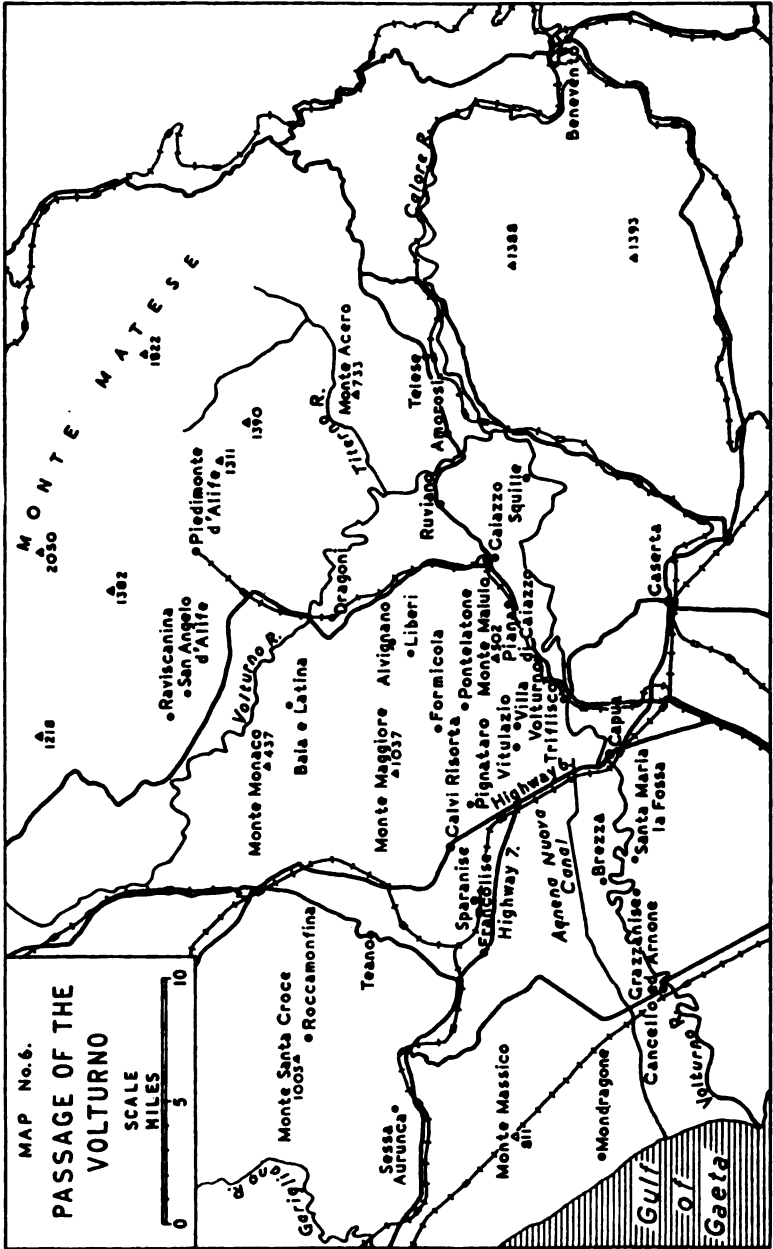 MAP No.6.
PASSAGE OF THE
VOLTURNO
SCALE
MILES
0 5 10
MONTE MATESE
2050
1218
1382
1822
Raviscanina
San Angelo
d'Alife
Piedimonte
d'Alife
1311
1390
Garigliano R.
Monte Santa Croce
1005
Roccamonfina
Volturno R.
Monte Monaco
437
Baia e Latina
Dragoni
Titerno R.
Monte Acero
733
Sessa
Aurunca
Teano
Monte Maggiore
1037
Alvignano
Liberi
Ruviano
Amorosi
Telese
Calore R.
Calvi Risorta
Formicola
Sparanise
Francolise
Pignataro
Pontelatone
Monte Maiulo
502
Caiazzo
Squille
Monte Massico
811
Highway 7.
Highway 6.
Vitulazio
Villa
Volturno
Piana
di Caiazzo
Triflisco
1388
Benevento
Agnena Nuova
Canal
Mondragone
Brezza
Capua
Grazzanise
Santa Maria
la Fossa
Cancello ed Arnone
Caserta
1393
Volturno R.
Gulf
of
Gaeta